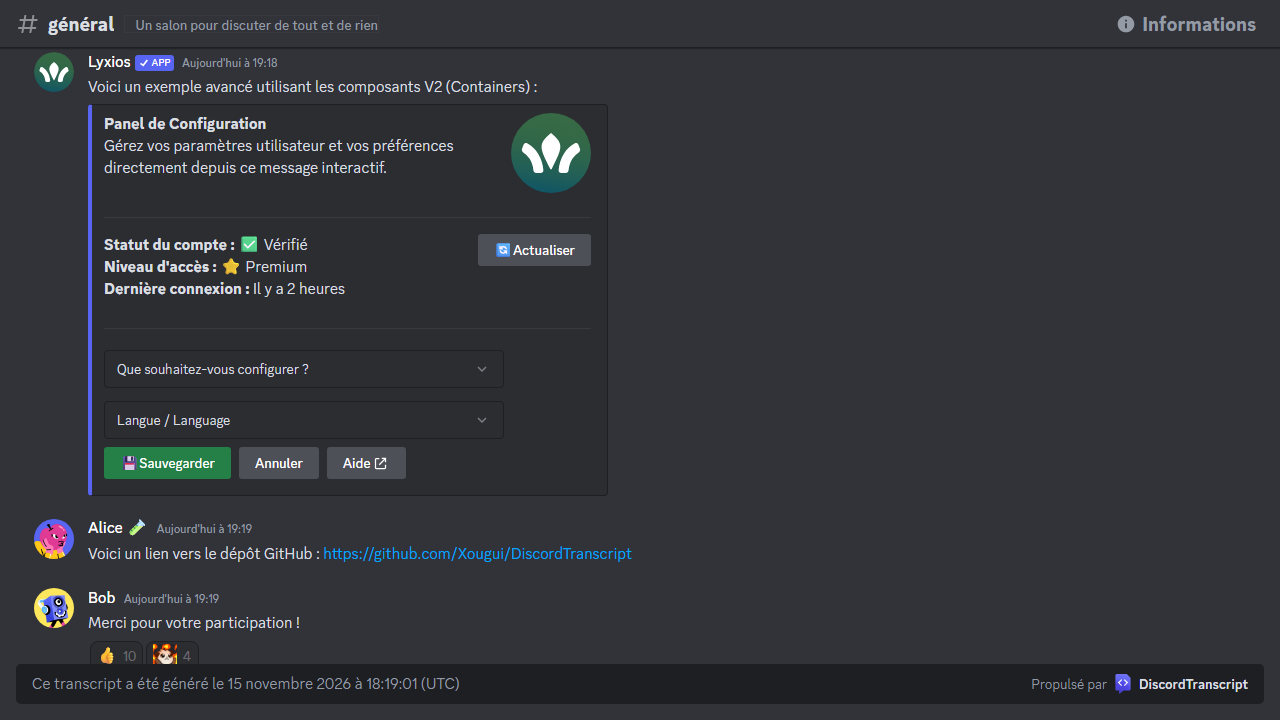 général Un salon pour discuter de tout et de rien
Informations
Lyxios APP Aujourd'hui à 19:18
Voici un exemple avancé utilisant les composants V2 (Containers) :
Panel de Configuration
Gérez vos paramètres utilisateur et vos préférences
directement depuis ce message interactif.
Statut du compte : ✅ Vérifié
Niveau d'accès : ⭐ Premium
Dernière connexion : Il y a 2 heures
🔄 Actualiser
Que souhaitez-vous configurer ?
Langue / Language
💾 Sauvegarder
Annuler
Aide
Alice Aujourd'hui à 19:19
Voici un lien vers le dépôt GitHub : https://github.com/Xougui/DiscordTranscript
Bob Aujourd'hui à 19:19
Merci pour votre participation !
👍 10 4
Ce transcript a été généré le 15 novembre 2026 à 18:19:01 (UTC)
Propulsé par DiscordTranscript